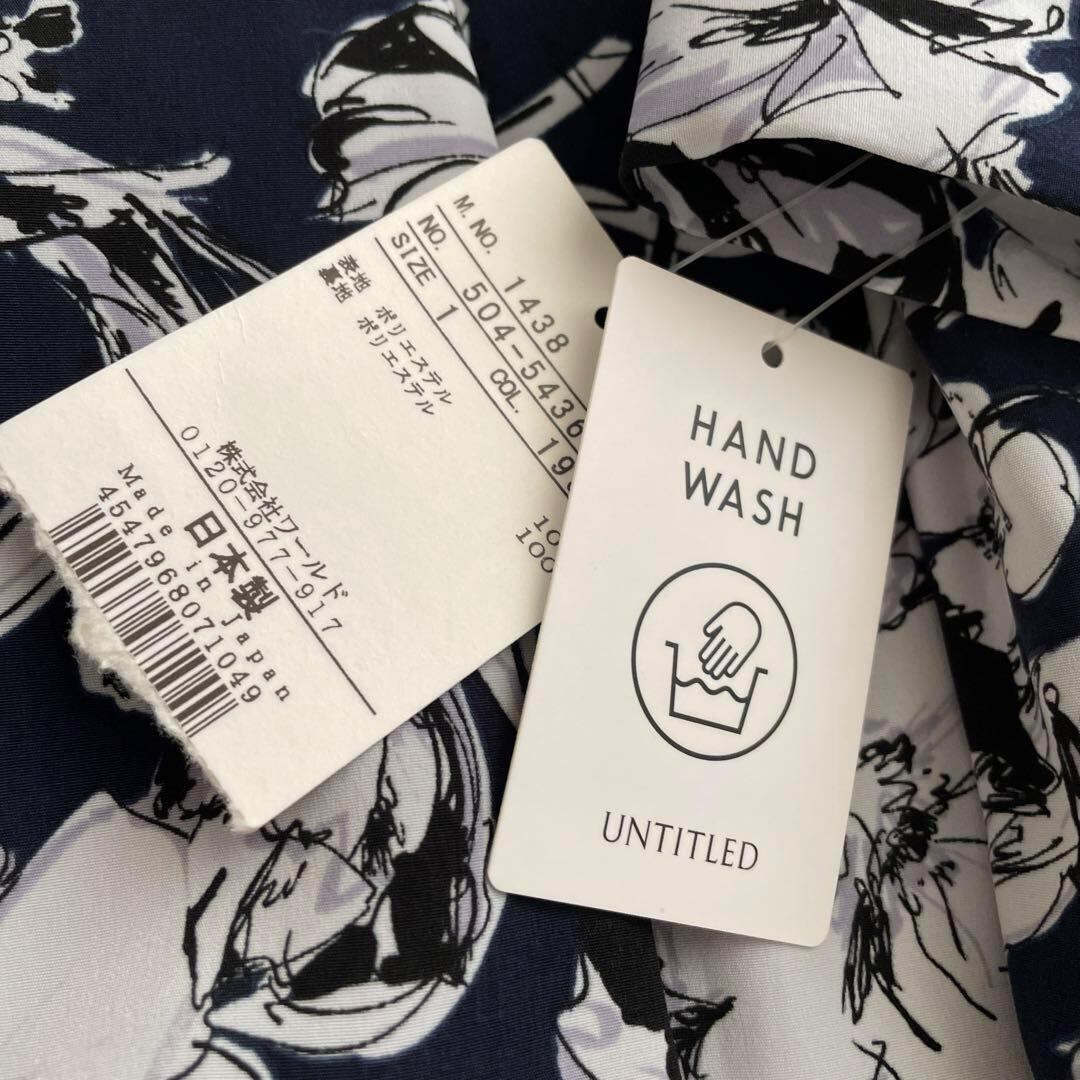 M. NO. 1438
NO. 504-5436
SIZE 1 COL. 19
表地 ポリエステル
裏地 ポリエステル 100
株式会社ワールド
0120-977-917
日本製
Made in Japan
4547968071049
HAND
WASH
UNTITLED